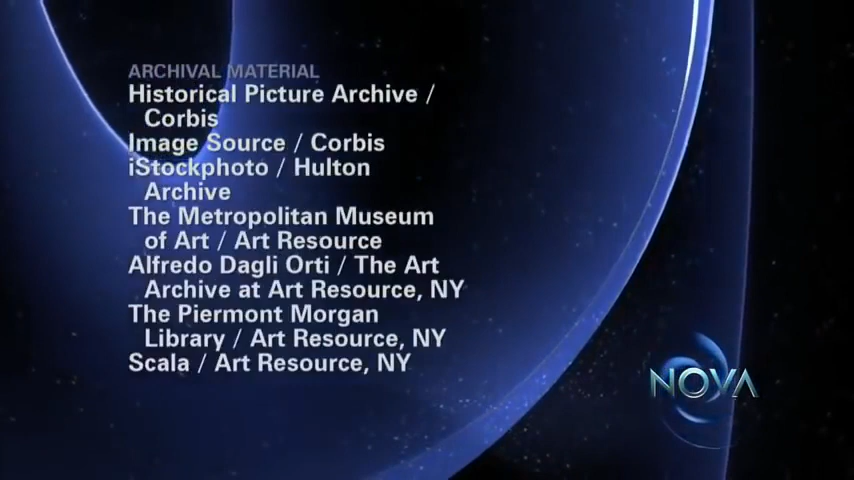 ARCHIVAL MATERIAL
Historical Picture Archive /
Corbis
Image Source / Corbis
iStockphoto / Hulton
Archive
The Metropolitan Museum
of Art / Art Resource
Alfredo Dagli Orti / The Art
Archive at Art Resource, NY
The Piermont Morgan
Library / Art Resource, NY
Scala / Art Resource, NY
NOVA